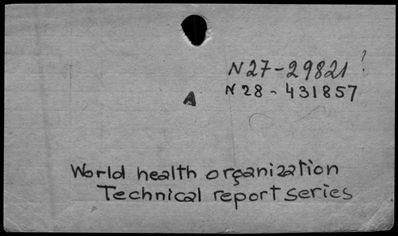 N27-29821?
N28-431857
A
World health organization
Technical report series